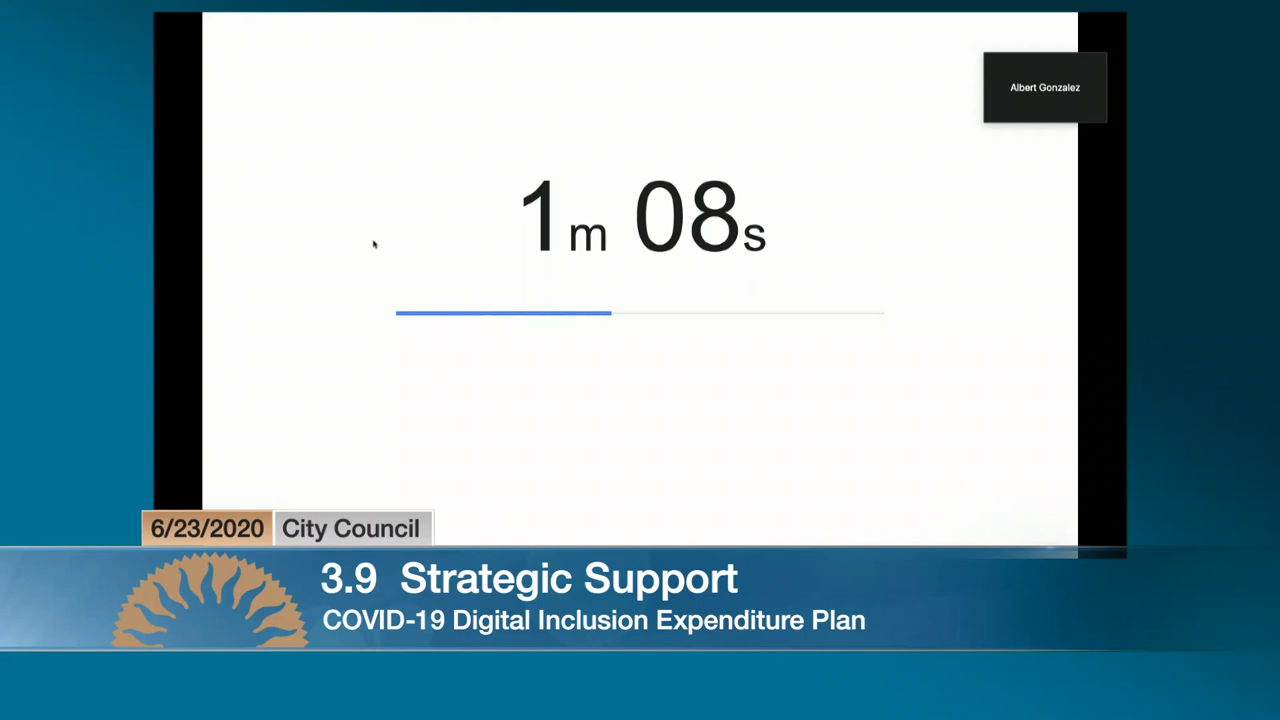 Albert Gonzalez
1m 08s
6/23/2020 City Council
3.9 Strategic Support
COVID-19 Digital Inclusion Expenditure Plan